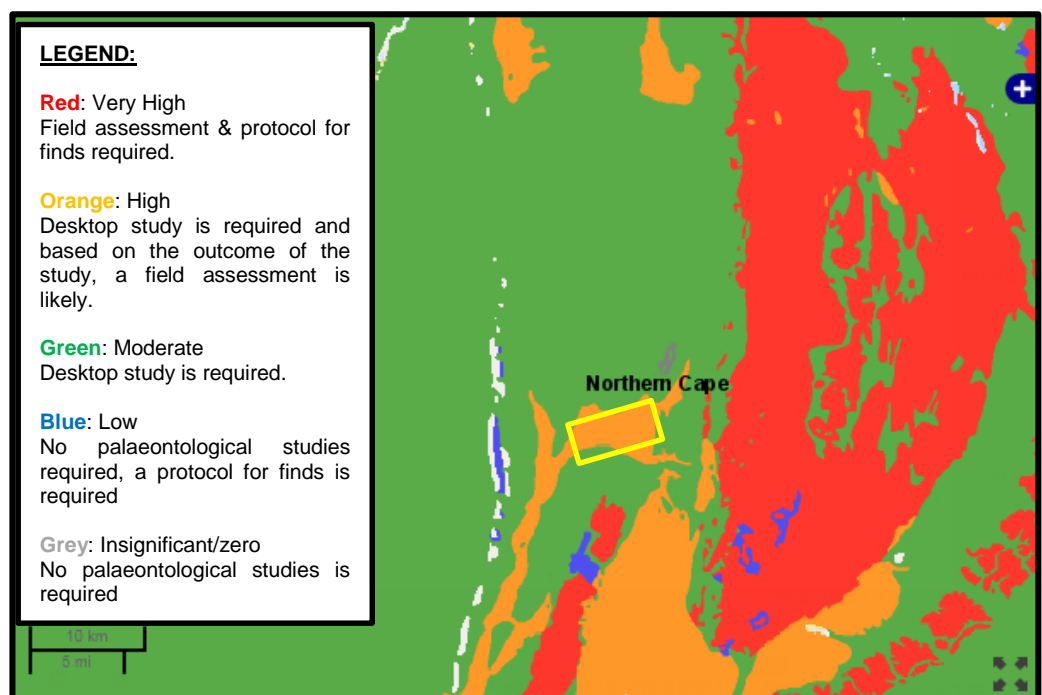 LEGEND:
Red: Very High
Field assessment & protocol for
finds required.
Orange: High
Desktop study is required and
based on the outcome of the
study, a field assessment is
likely.
Green: Moderate
Desktop study is required.
Blue: Low
No palaeontological studies
required, a protocol for finds is
required
Grey: Insignificant/zero
No palaeontological studies is
required
Northern Cape
10 km
5 mi